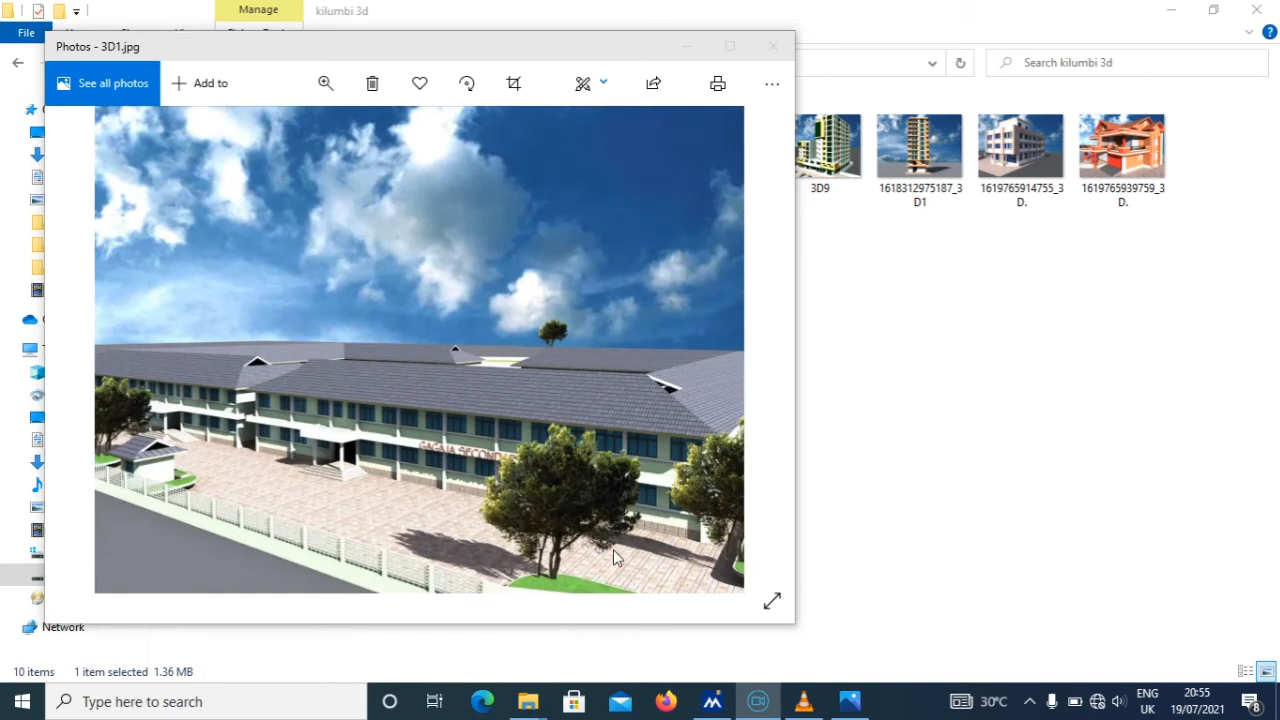 Manage
kilumbi 3d
File
Photos - 3D1.jpg
See all photos
Add to
Search kilumbi 3d
3D9
1618312975187_3
D1
1619765914755_3
D.
1619765939759_3
D.
SECONDA
Network
10 items
1 item selected 1.36 MB
Type here to search
30°C
ENG
UK
20:55
19/07/2021
8